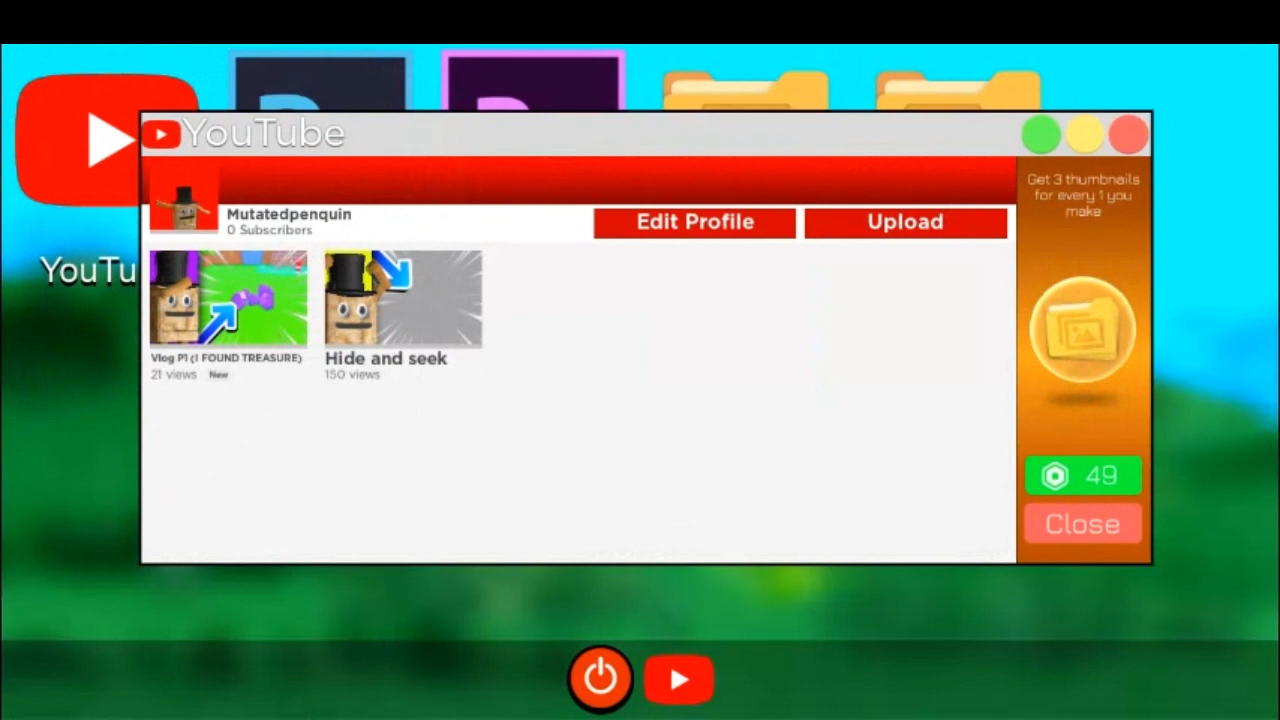 YouTube
Get 3 thumbnails
for every 1 you
make
Mutatedpenquin
0 Subscribers
Edit Profile
Upload
YouTu
Vlog P1 (I FOUND TREASURE)
21 views New
Hide and seek
150 views
49
Close